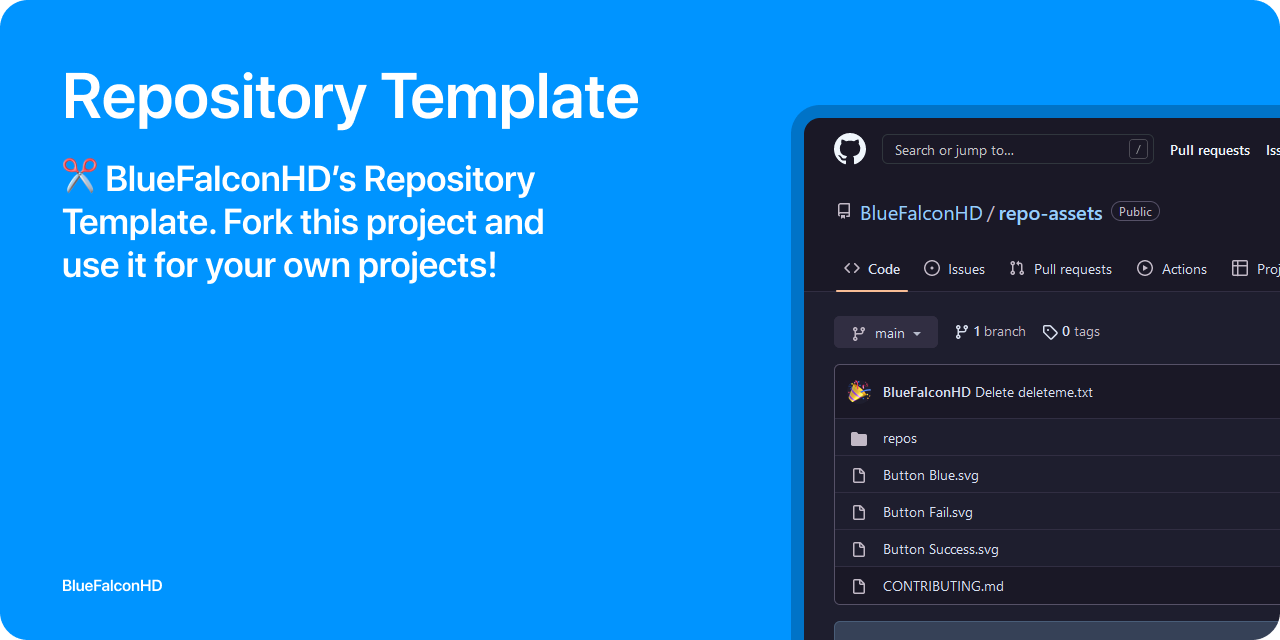 Repository Template
✂️ BlueFalconHD’s Repository
Template. Fork this project and
use it for your own projects!
BlueFalconHD
Search or jump to… /
Pull requests
BlueFalconHD / repo-assets Public
Code Issues Pull requests Actions
main 1 branch 0 tags
BlueFalconHD Delete deleteme.txt
repos
Button Blue.svg
Button Fail.svg
Button Success.svg
CONTRIBUTING.md